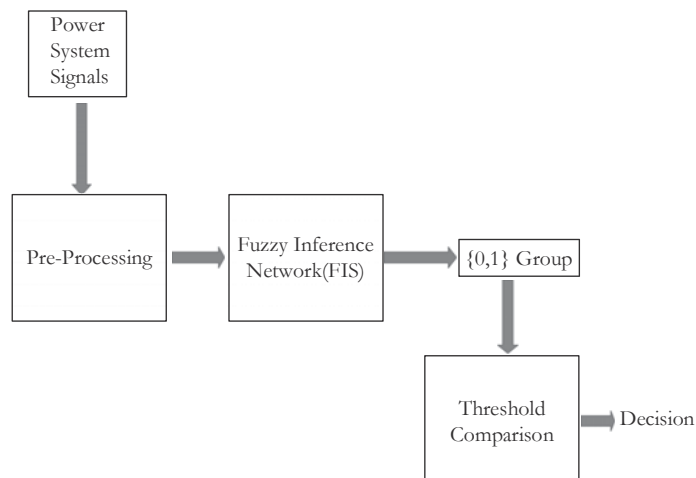 Power
System
Signals
Pre-Processing
Fuzzy Inference
Network(FIS)
{0,1} Group
Threshold
Comparison
Decision